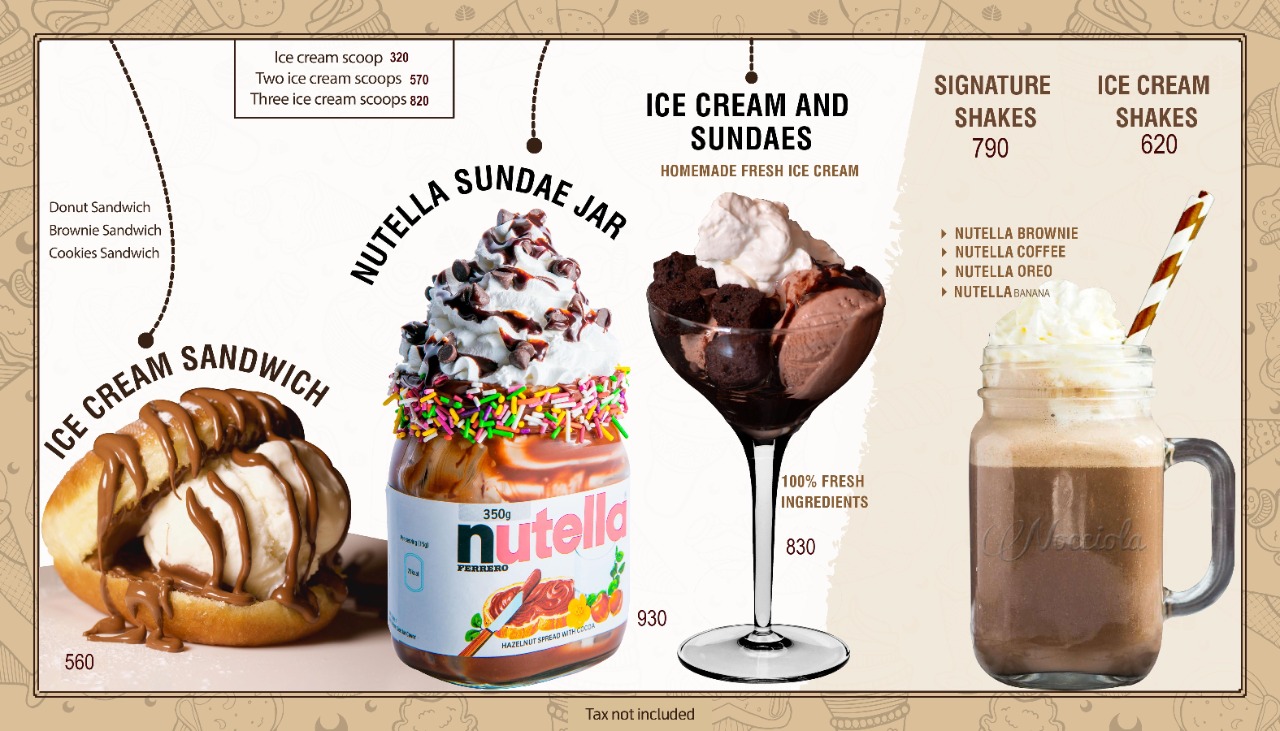 Ice cream scoop 320
Two ice cream scoops 570
Three ice cream scoops 820
Donut Sandwich
Brownie Sandwich
Cookies Sandwich
ICE CREAM SANDWICH
560
NUTELLA SUNDAE JAR
350g
nutella
FERRERO
HAZELNUT SPREAD WITH COCOA
930
ICE CREAM AND
SUNDAES
HOMEMADE FRESH ICE CREAM
100% FRESH
INGREDIENTS
830
SIGNATURE
SHAKES
790
ICE CREAM
SHAKES
620
NUTELLA BROWNIE
NUTELLA COFFEE
NUTELLA OREO
NUTELLA BANANA
Nocciola
Tax not included